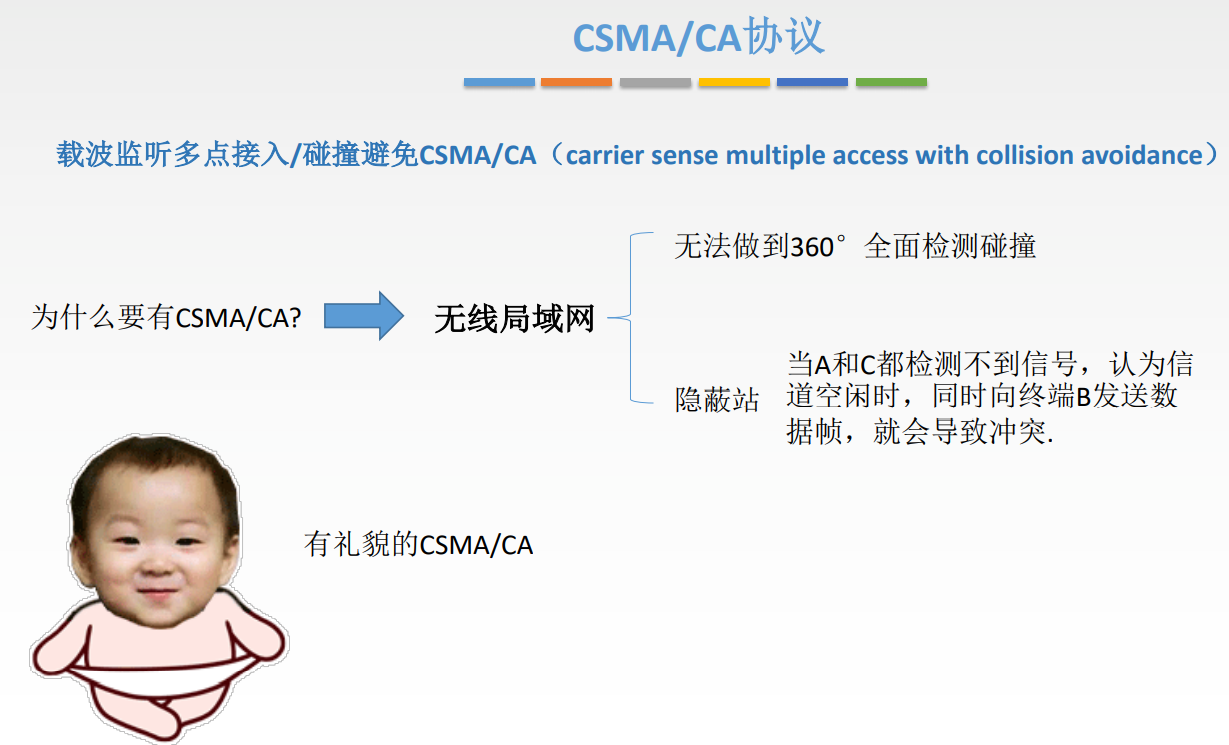 CSMA/CA协议
载波监听多点接入/碰撞避免CSMA/CA（carrier sense multiple access with collision avoidance）
无法做到360°全面检测碰撞
为什么要有CSMA/CA?
无线局域网
隐蔽站
当A和C都检测不到信号，认为信
道空闲时，同时向终端B发送数
据帧，就会导致冲突.
有礼貌的CSMA/CA